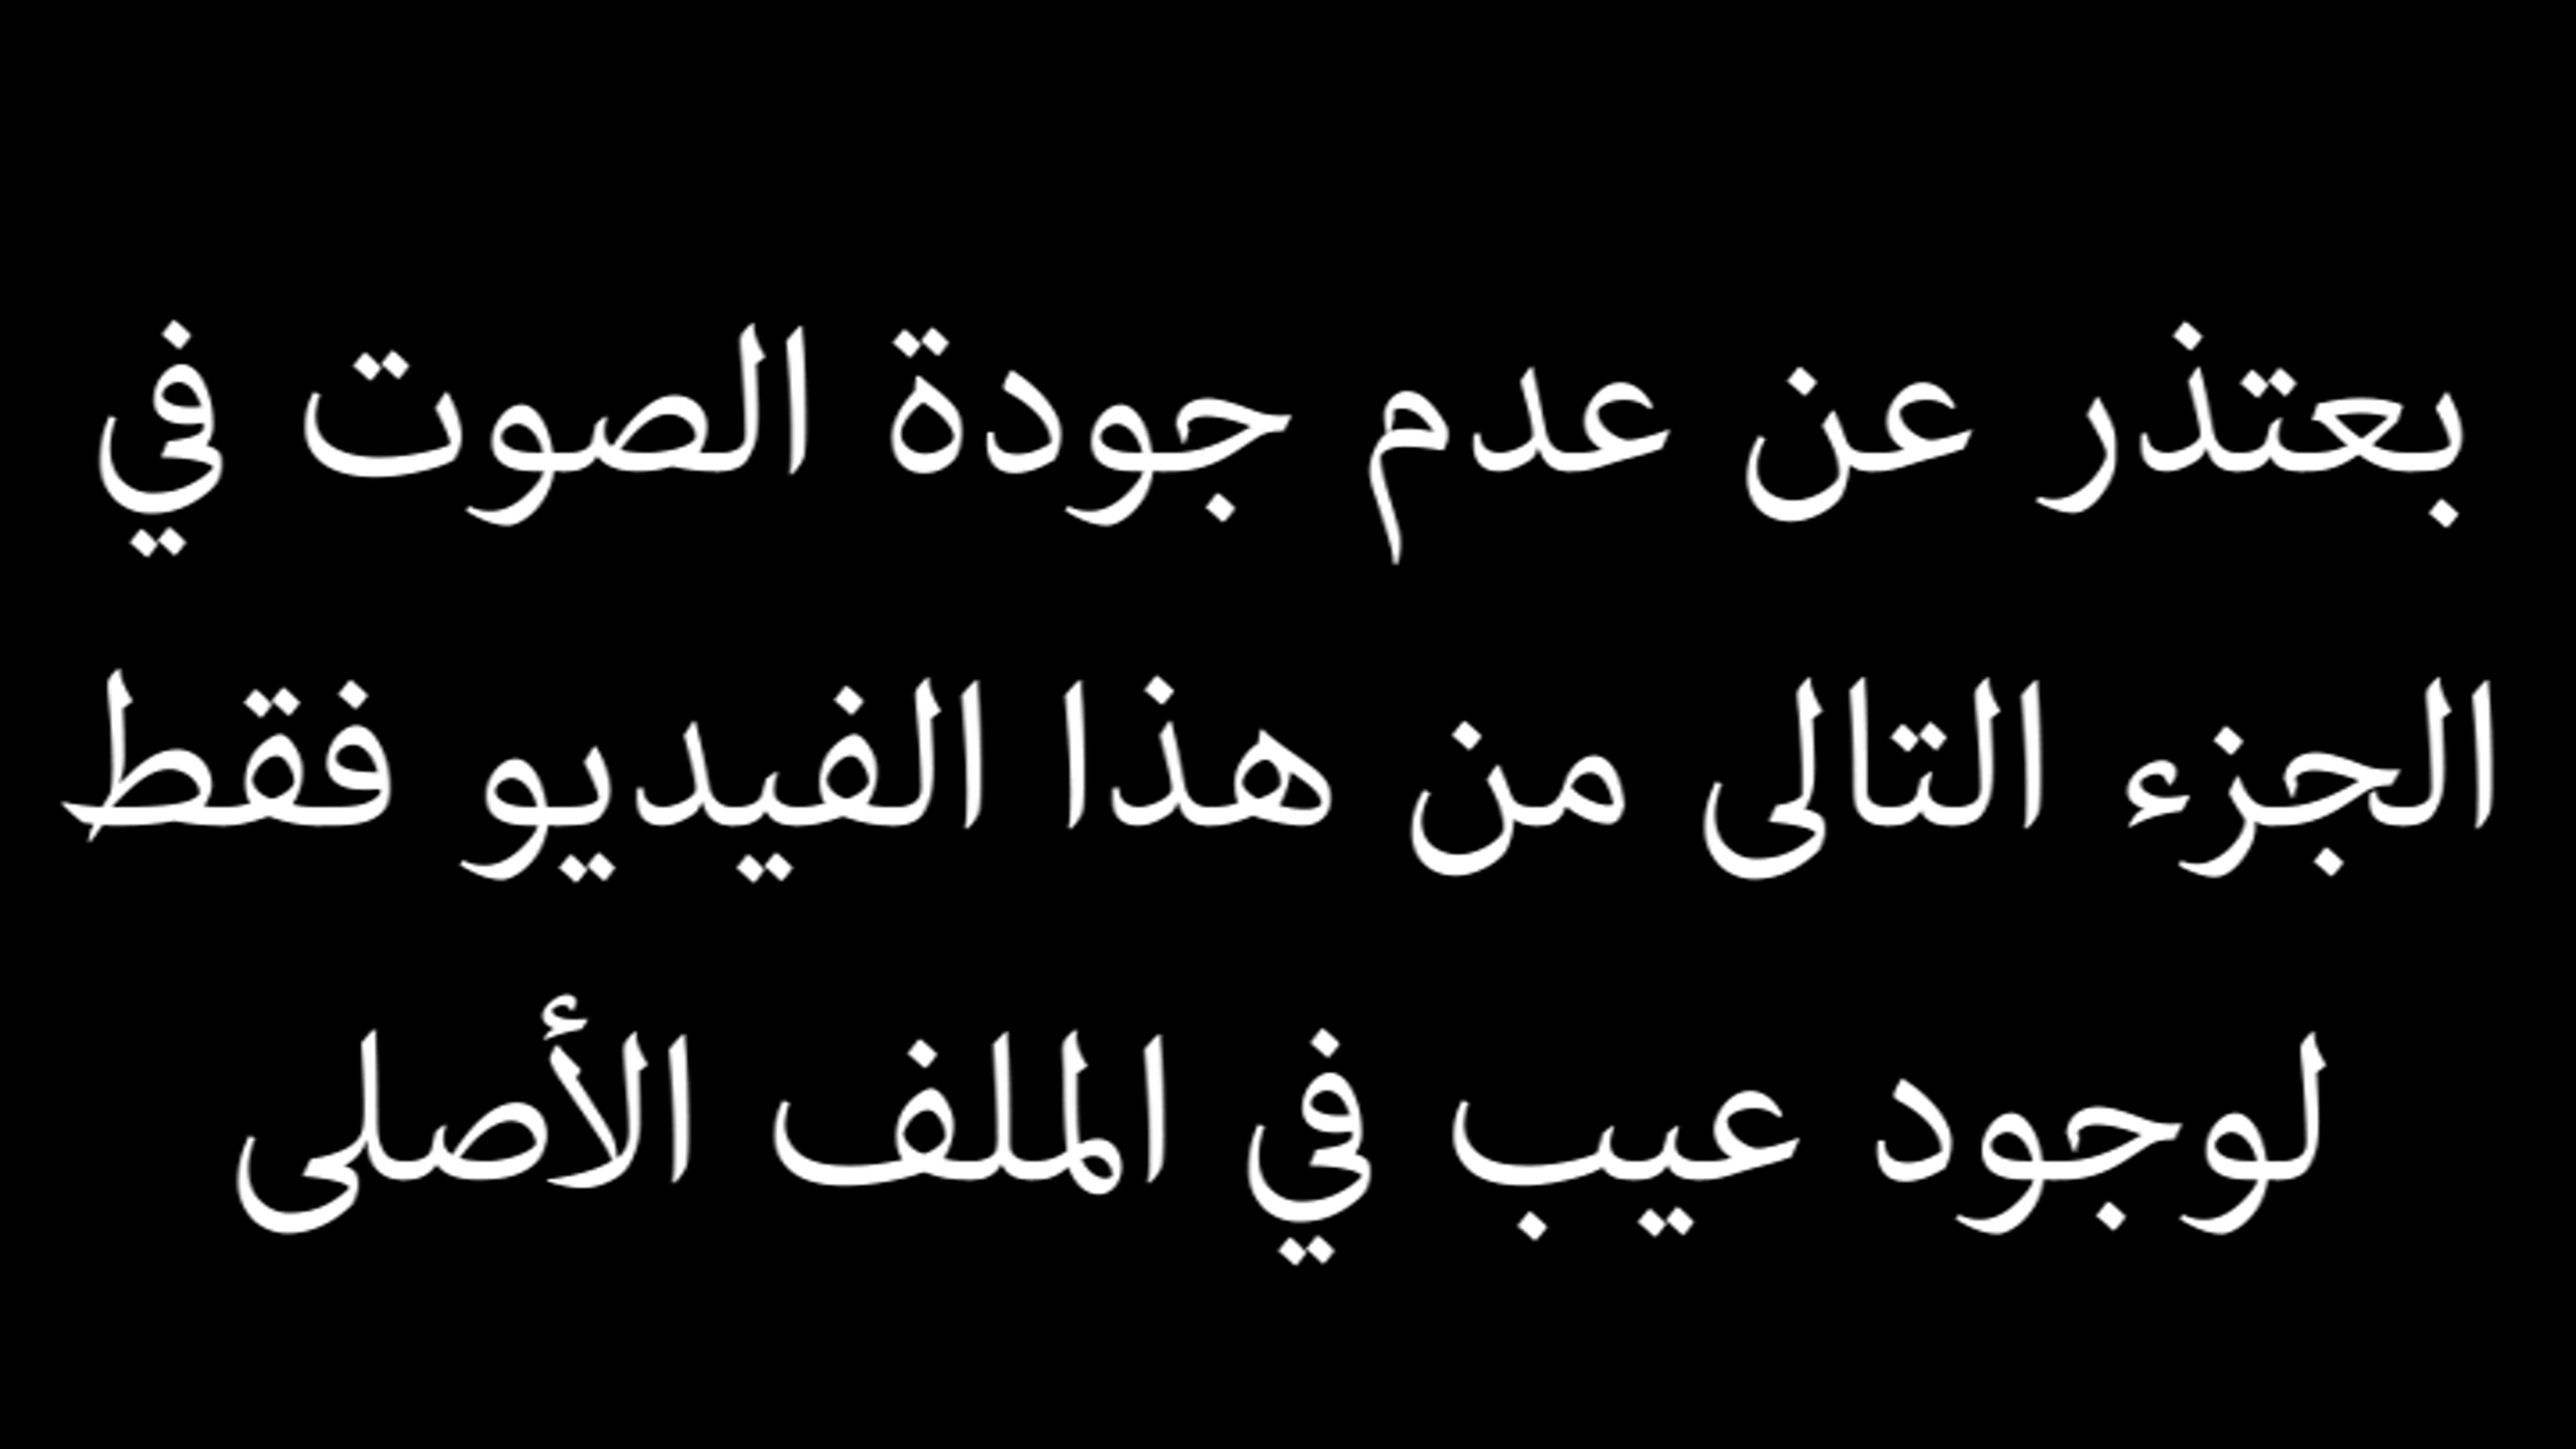 بعتذر عن عدم جودة الصوت في
الجزء التالى من هذا الفيديو فقط
لوجود عيب في الملف الأصلى